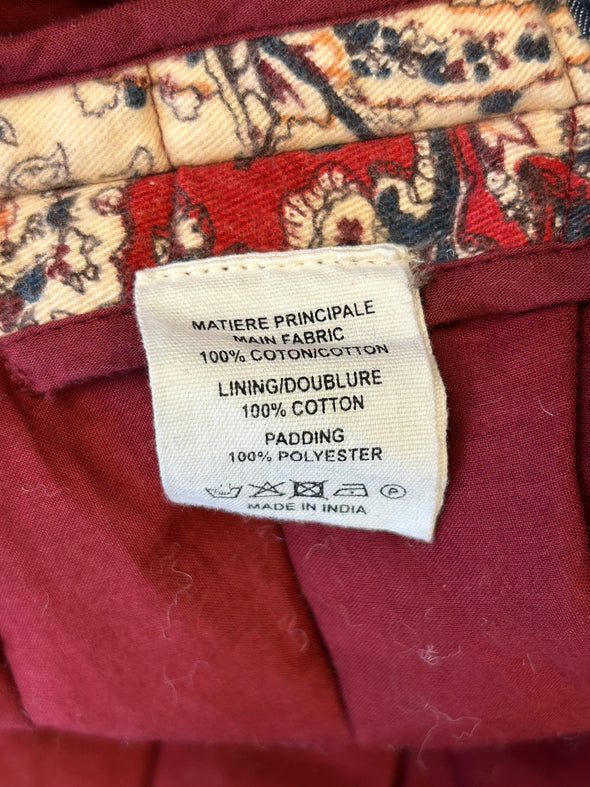 MATIERE PRINCIPALE
MAIN FABRIC
100% COTON/COTTON
LINING/DOUBLURE
100% COTTON
PADDING
100% POLYESTER
P
MADE IN INDIA